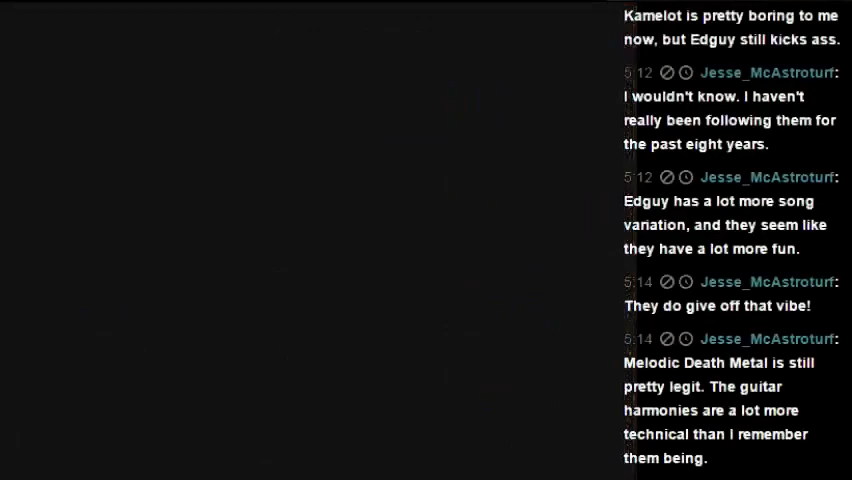 Kamelot is pretty boring to me
now, but Edguy still kicks ass.
5:12 Jesse_McAstroturf:
I wouldn't know. I haven't
really been following them for
the past eight years.
5:12 Jesse_McAstroturf:
Edguy has a lot more song
variation, and they seem like
they have a lot more fun.
5:14 Jesse_McAstroturf:
They do give off that vibe!
5:14 Jesse_McAstroturf:
Melodic Death Metal is still
pretty legit. The guitar
harmonies are a lot more
technical than I remember
them being.